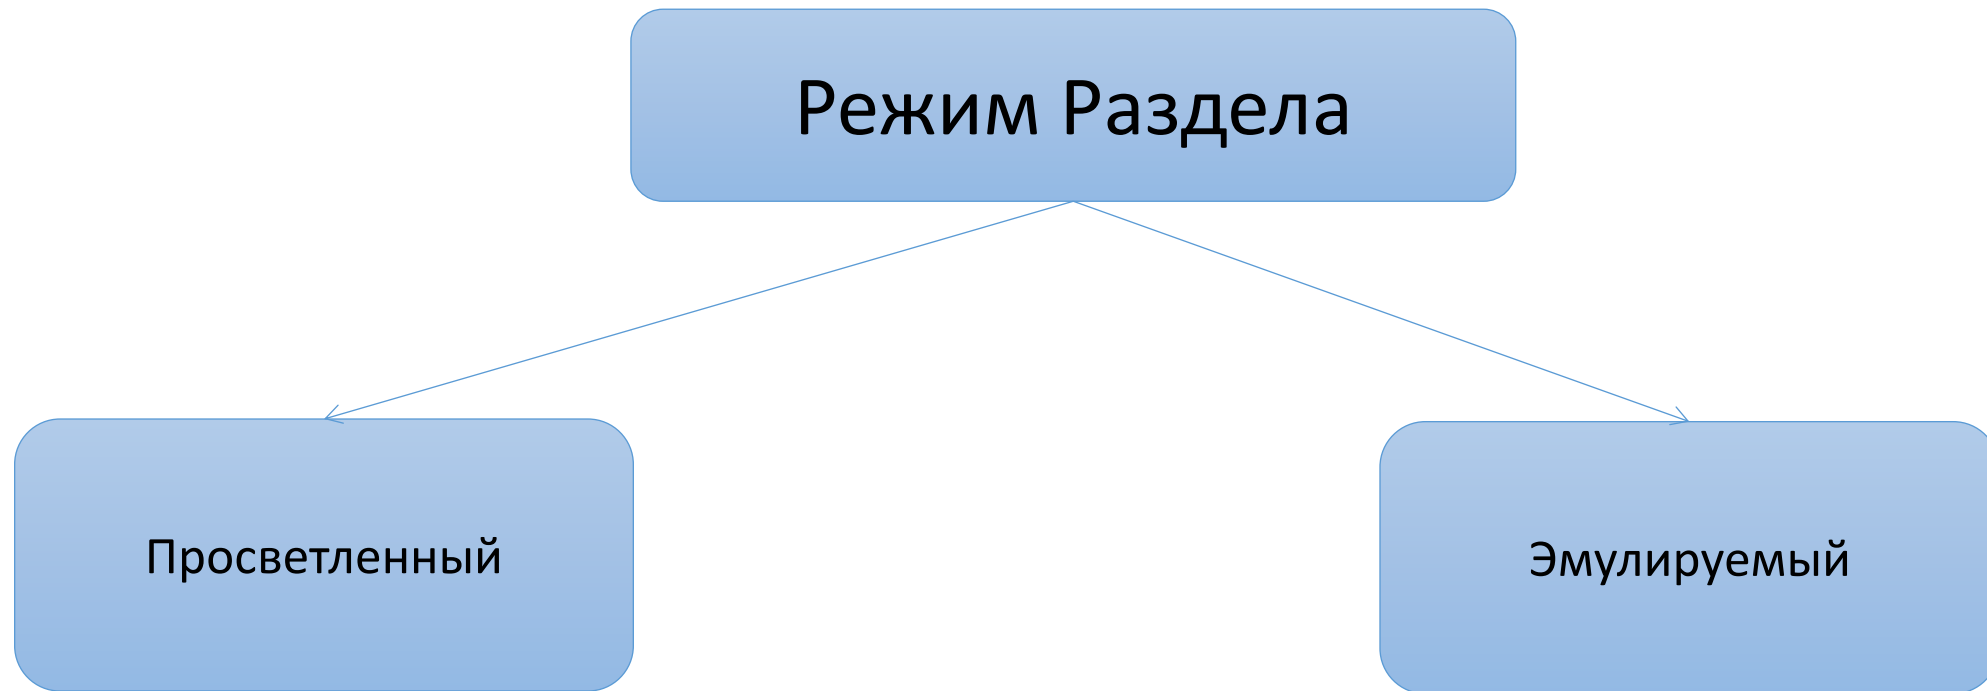 Режим Раздела
Просветленный
Эмулируемый